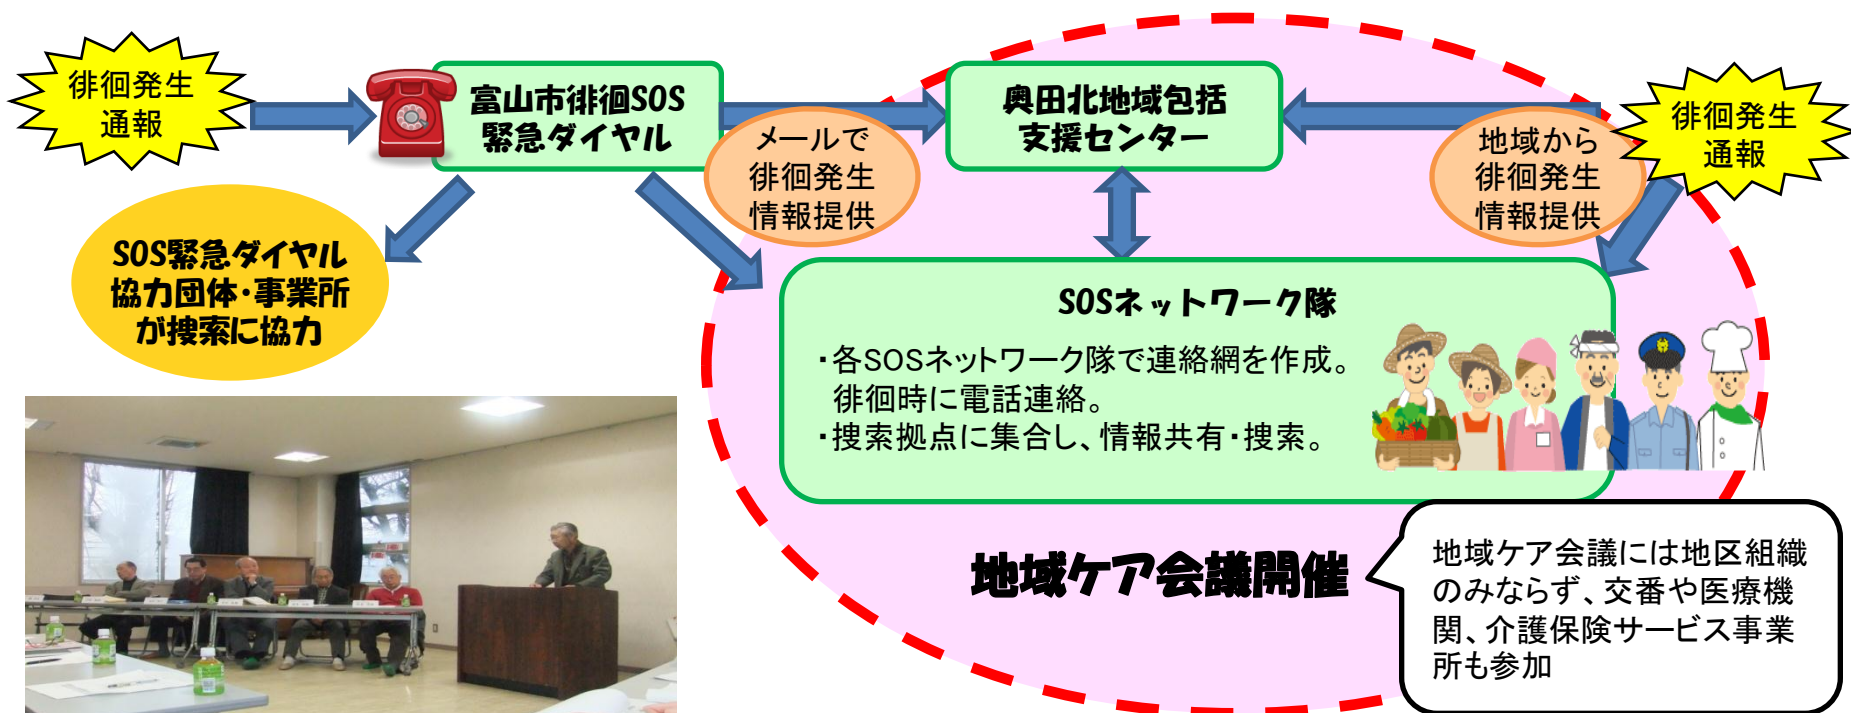 徘徊発生
通報
富山市徘徊SOS
緊急ダイヤル
メールで
徘徊発生
情報提供
奥田北地域包括
支援センター
地域から
徘徊発生
情報提供
徘徊発生
通報
SOS緊急ダイヤル
協力団体・事業所
が捜索に協力
SOSネットワーク隊
・各SOSネットワーク隊で連絡網を作成。
徘徊時に電話連絡。
・捜索拠点に集合し、情報共有・捜索。
地域ケア会議開催
地域ケア会議には地区組織
のみならず、交番や医療機
関、介護保険サービス事業
所も参加